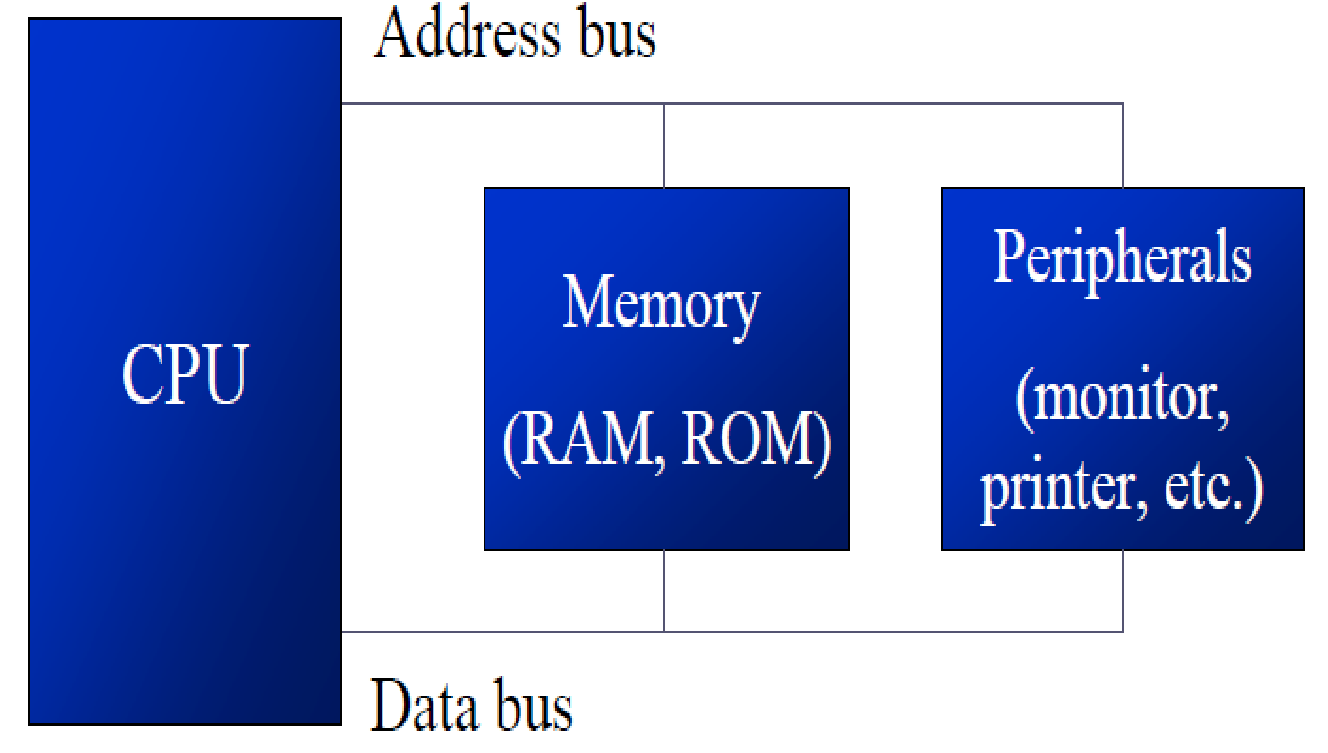 Address bus
CPU
Memory
(RAM, ROM)
Peripherals
(monitor,
printer, etc.)
Data bus